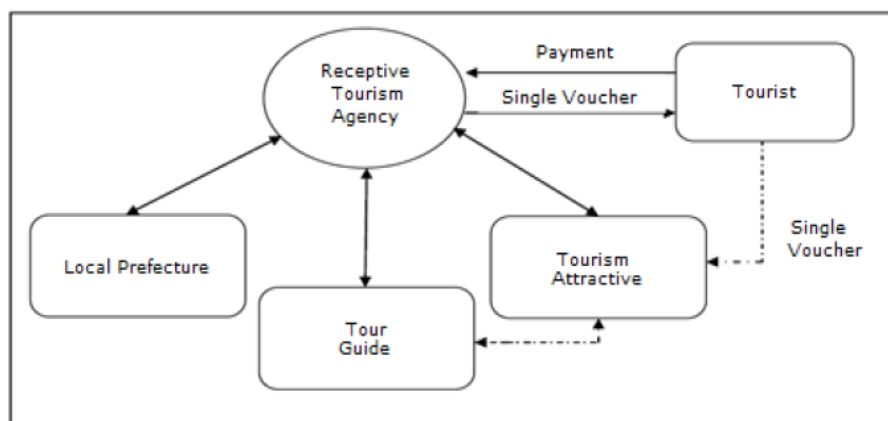 Receptive
Tourism
Agency
Payment
Single Voucher
Tourist
Local Prefecture
Tour
Guide
Tourism
Attractive
Single
Voucher